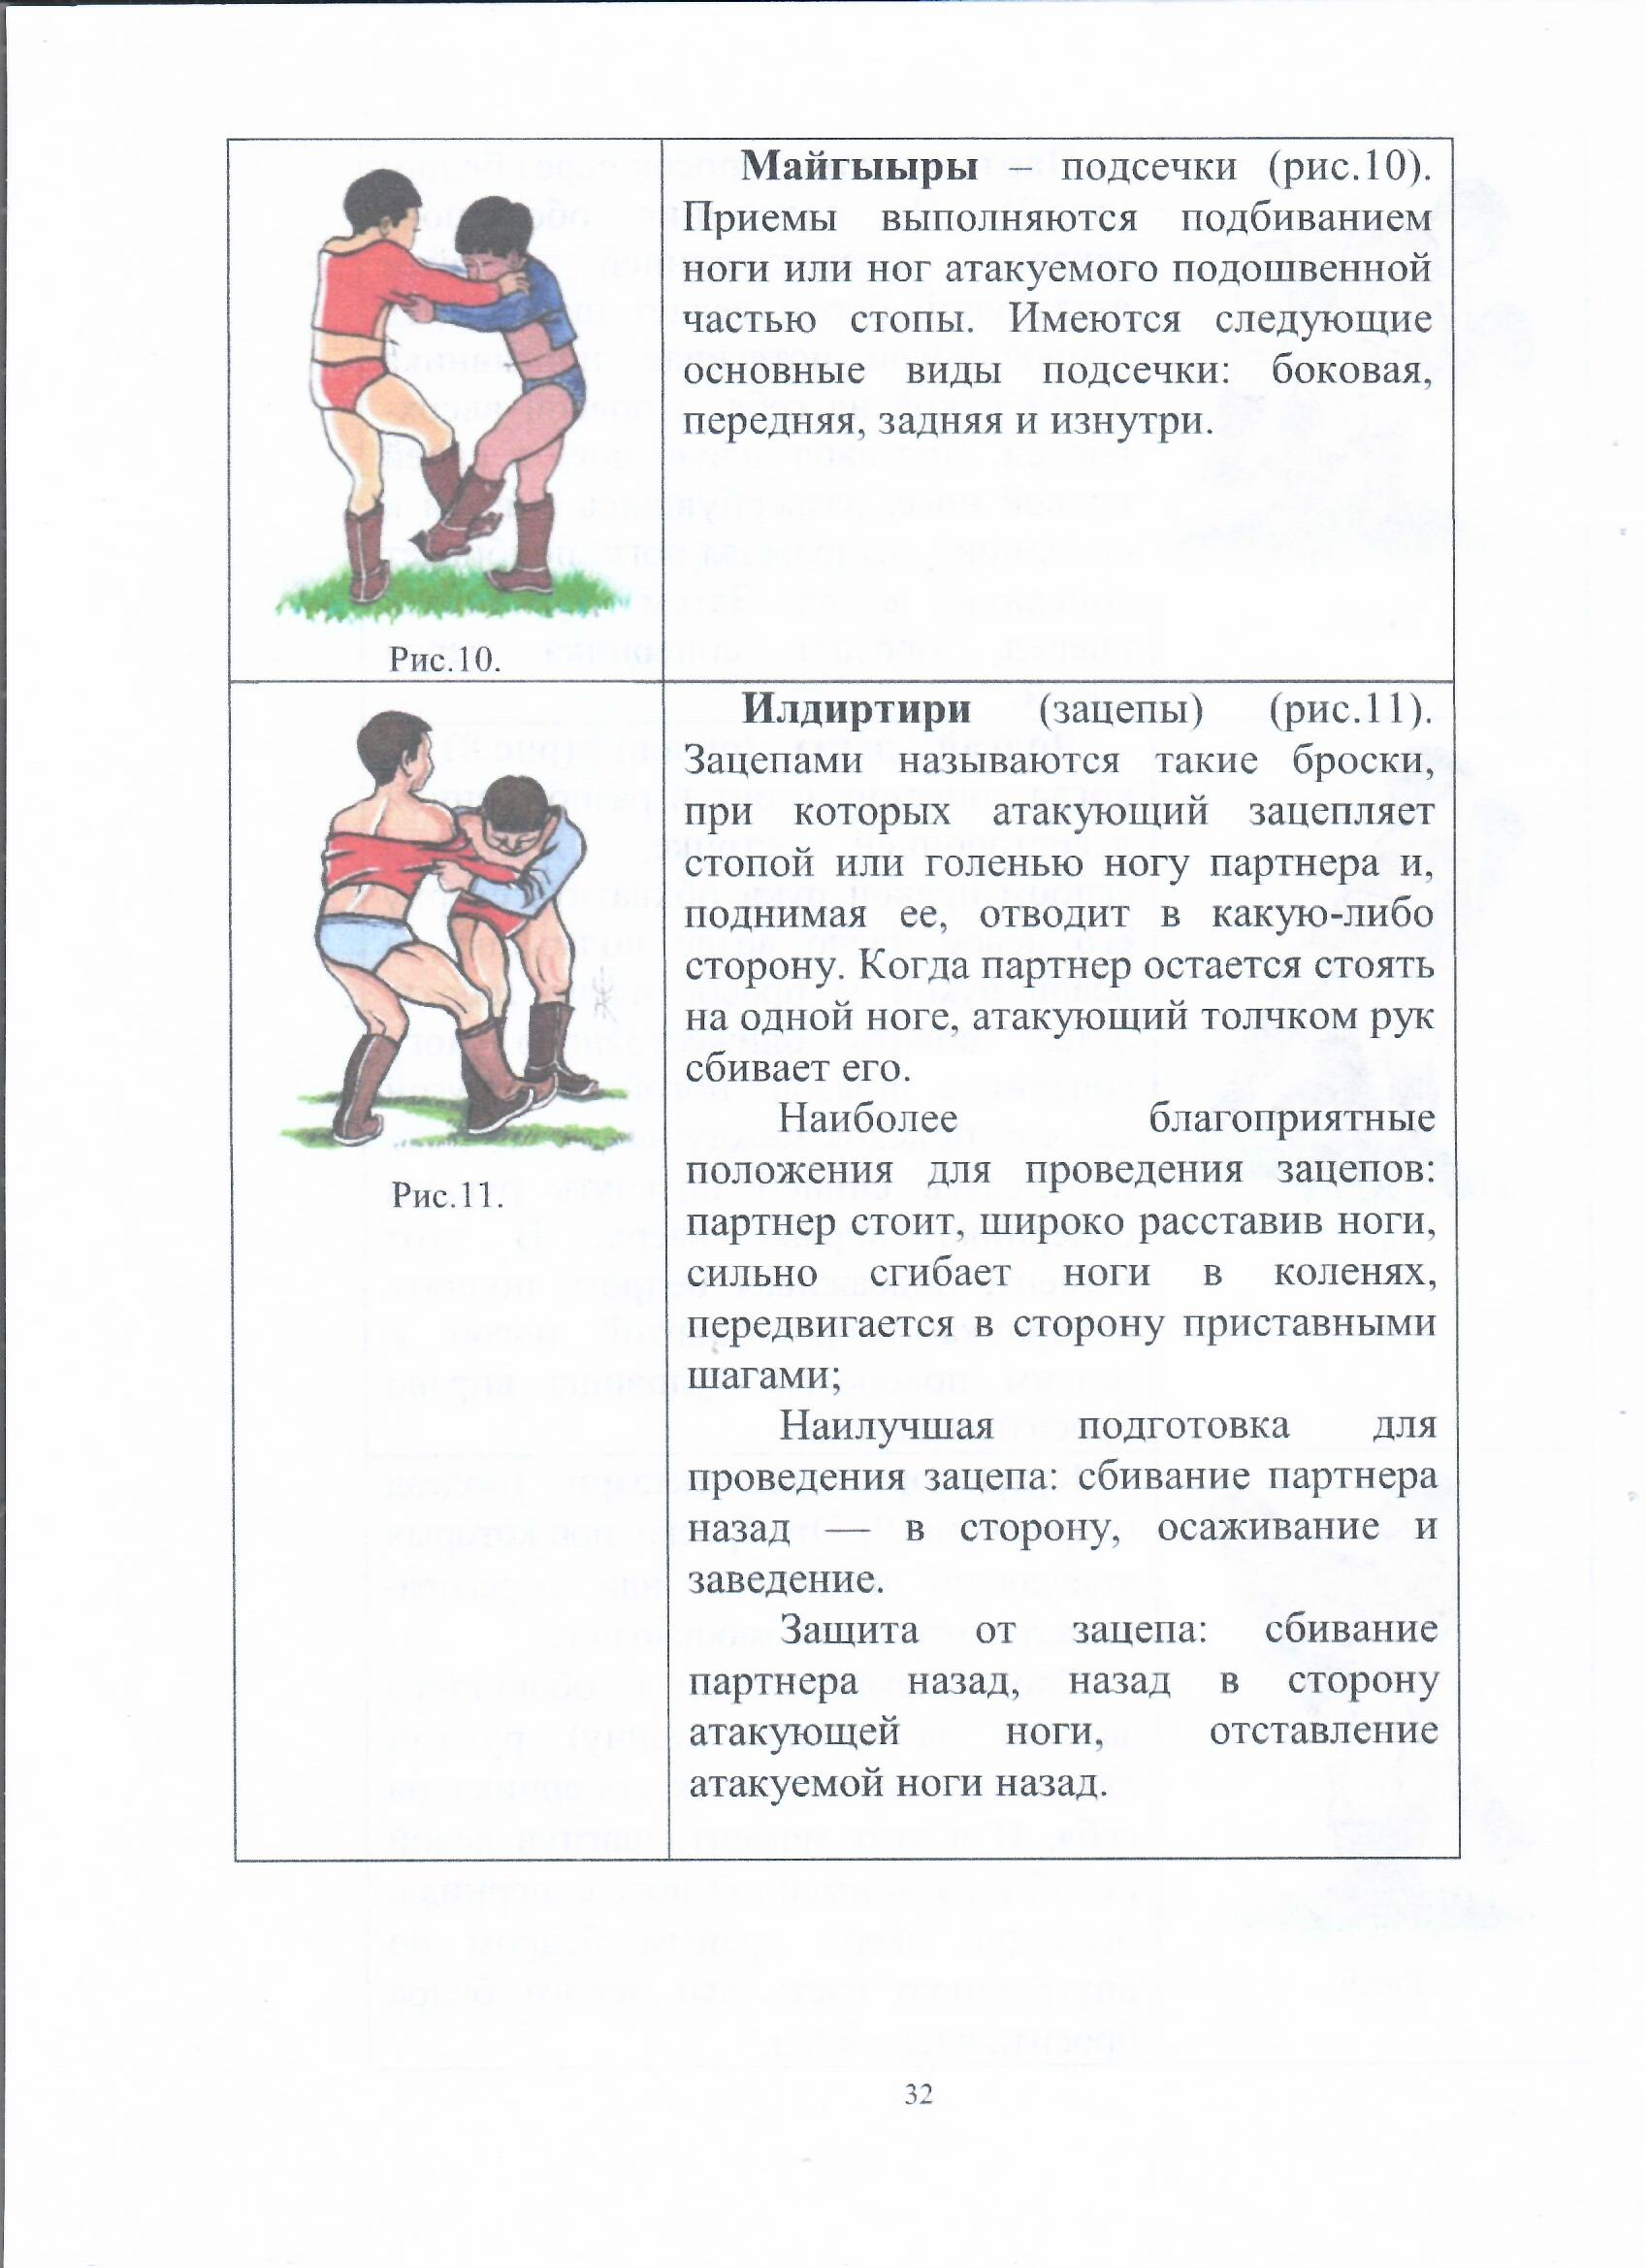 Майгыыры – подсечки (рис.10).
Приемы выполняются подбиванием
ноги или ног атакуемого подошвенной
частью стопы. Имеются следующие
основные виды подсечки: боковая,
передняя, задняя и изнутри.
Рис.10.
Илдиртири (зацепы) (рис.11).
Зацепами называются такие броски,
при которых атакующий зацепляет
стопой или голенью ногу партнера и,
поднимая ее, отводит в какую-либо
сторону. Когда партнер остается стоять
на одной ноге, атакующий толчком рук
сбивает его.
Наиболее благоприятные
положения для проведения зацепов:
партнер стоит, широко расставив ноги,
сильно сгибает ноги в коленях,
передвигается в сторону приставными
шагами;
Наилучшая подготовка для
проведения зацепа: сбивание партнера
назад — в сторону, осаживание и
заведение.
Защита от зацепа: сбивание
партнера назад, назад в сторону
атакующей ноги, отставление
атакуемой ноги назад.
Рис.11.
32